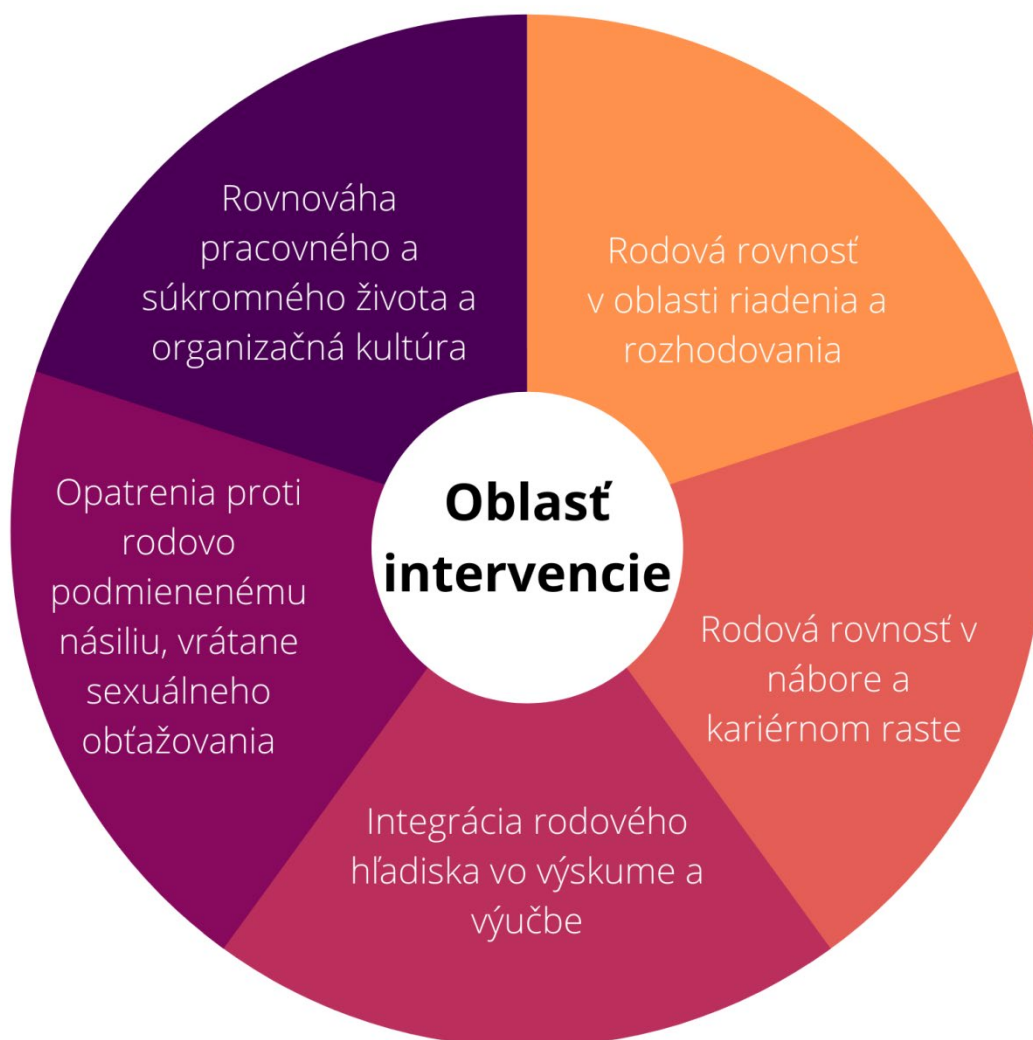 Oblasť
intervencie
Rodová rovnosť
v oblasti riadenia a
rozhodovania
Rodová rovnosť v
nábore a
kariérnom raste
Integrácia rodového
hľadiska vo výskume a
výučbe
Opatrenia proti
rodovo
podmienenému
násiliu, vrátane
sexuálneho
obťažovania
Rovnováha
pracovného a
súkromného života a
organizačná kultúra